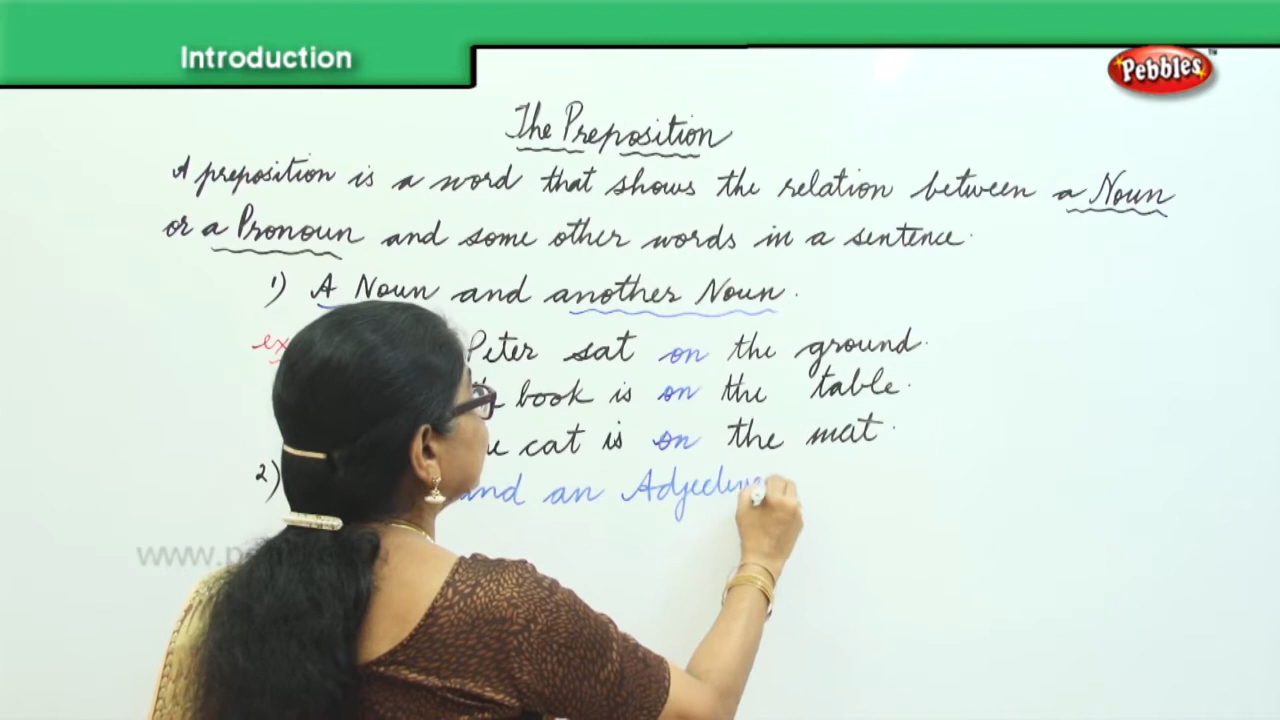 Introduction
Pebbles™
The Preposition
A preposition is a word that shows the relation between a Noun
or a Pronoun and some other words in a sentence.
1) A Noun and another Noun.
ex Peter sat on the ground.
book is on the table.
cat is on the mat.
2) and an Adjective
www.p